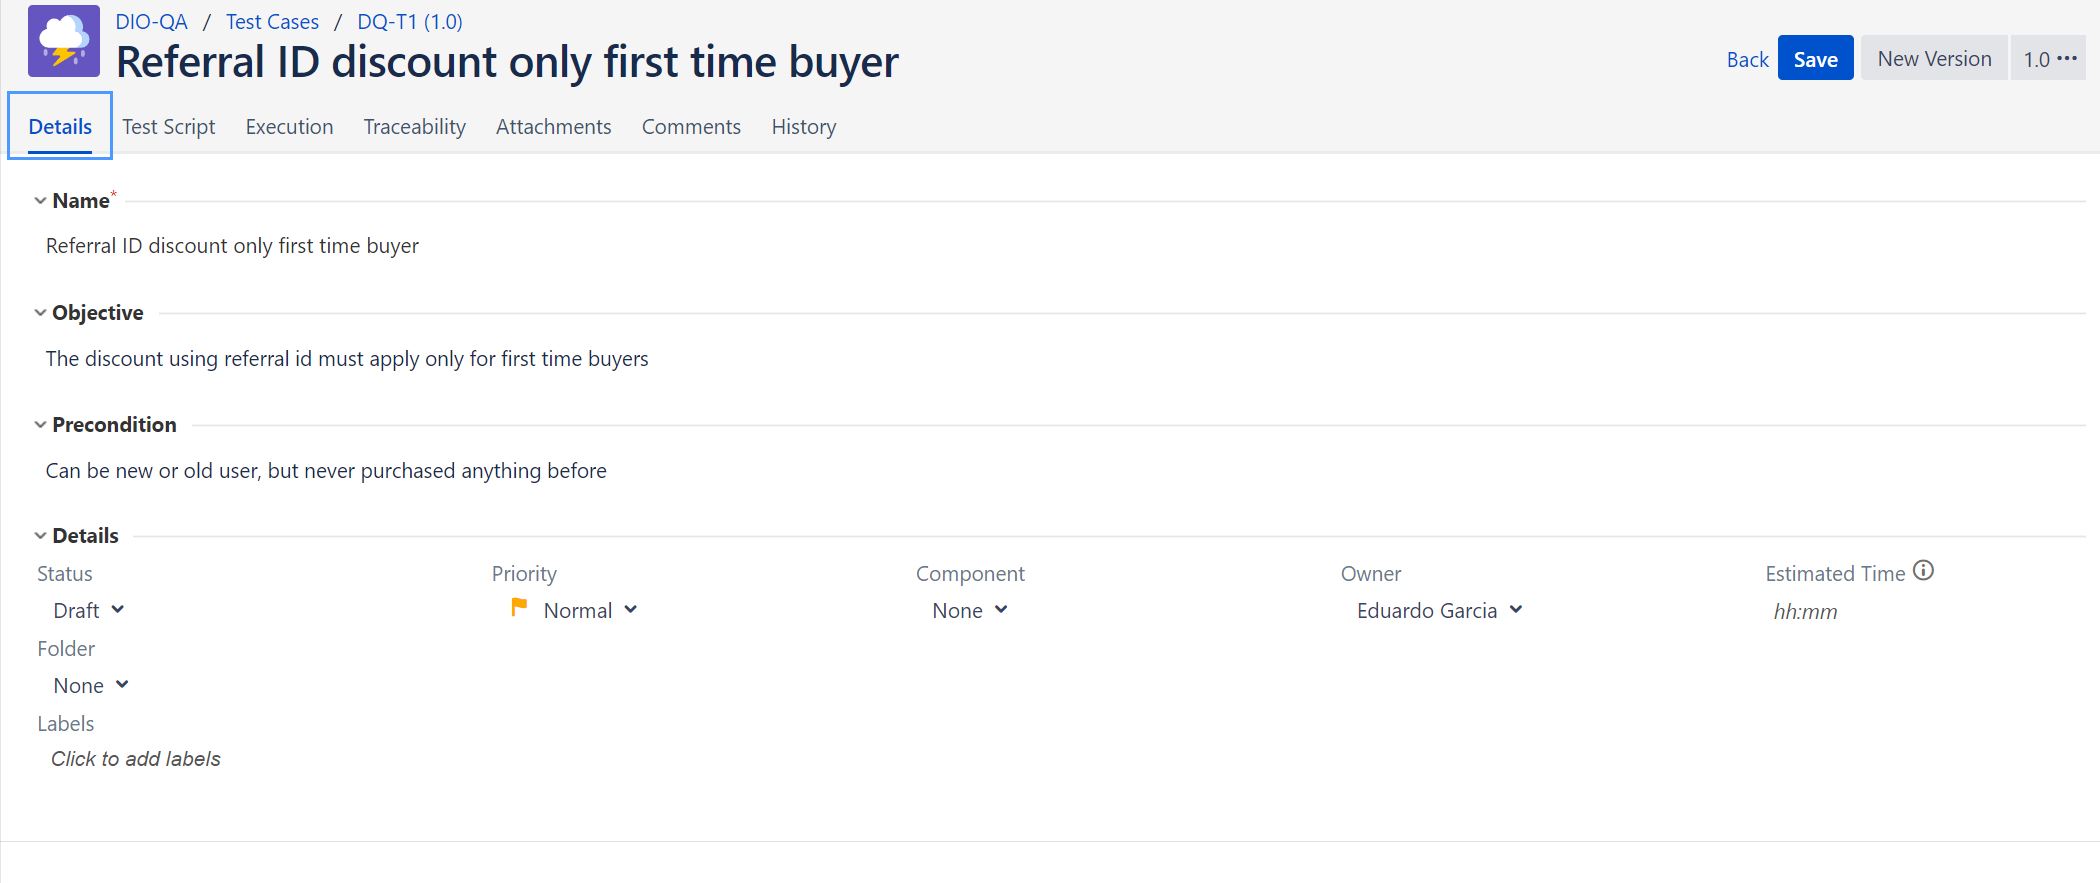 DIO-QA / Test Cases / DQ-T1 (1.0)
Referral ID discount only first time buyer
Back Save New Version 1.0 •••
Details Test Script Execution Traceability Attachments Comments History
Name*
Referral ID discount only first time buyer
Objective
The discount using referral id must apply only for first time buyers
Precondition
Can be new or old user, but never purchased anything before
Details
Status Priority Component Owner Estimated Time
Draft Normal None Eduardo Garcia hh:mm
Folder
None
Labels
Click to add labels